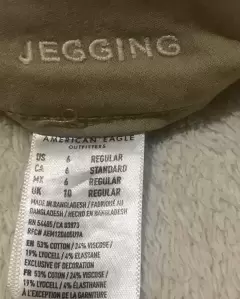 JEGGING
AMERICAN EAGLE
OUTFITTERS
US 6 REGULAR
CA 6 STANDARD
MX 6 REGULAR
UK 10 REGULAR
MADE IN BANGLADESH / FABRIQUÉ AU
BANGLADESH / HECHO EN BANGLADESH
RN 54485 / CA 03973
EN 53% COTTON / 24% VISCOSE /
19% LYOCELL / 4% ELASTANE
EXCLUSIVE OF DECORATION
FR 53% COTON / 24% VISCOSE /
19% LYOCELL / 4% ÉLASTHANNE
À L'EXCEPTION DE LA GARNITURE